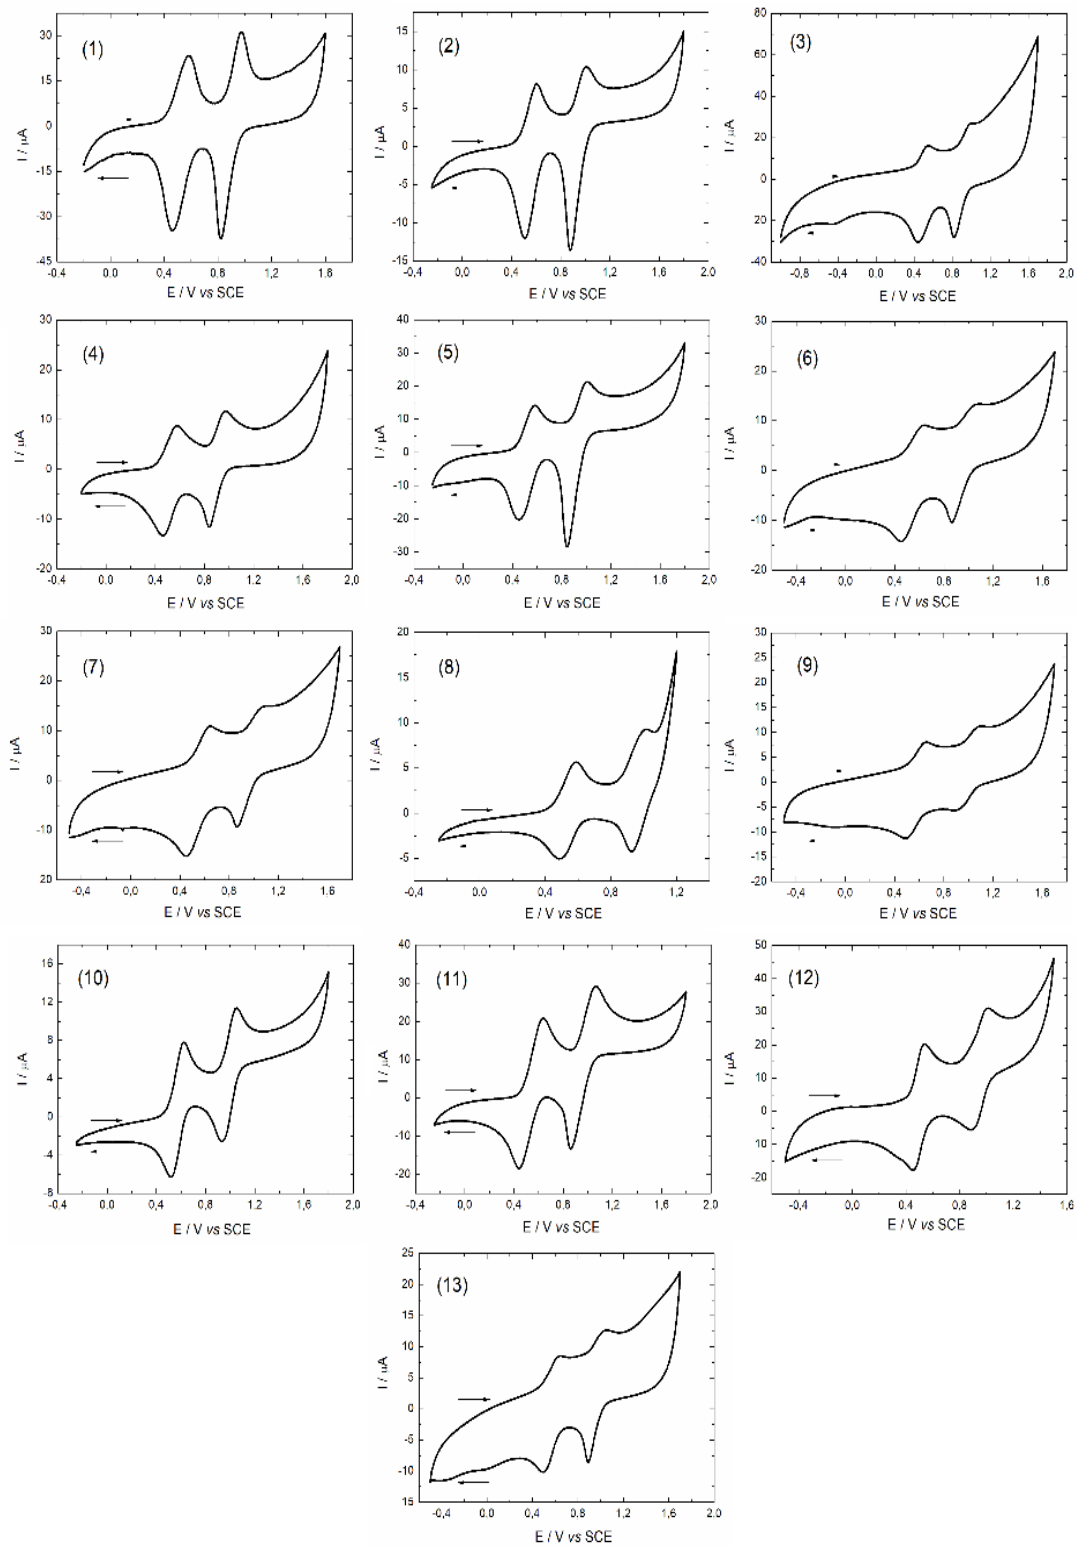 (1)
I / µA
30
15
0
-15
-30
-45
-0,4 0,0 0,4 0,8 1,2 1,6 2,0
E / V vs SCE
(2)
I / µA
15
10
5
0
-5
-10
-15
-0,4 0,0 0,4 0,8 1,2 1,6 2,0
E / V vs SCE
(3)
I / µA
80
60
40
20
0
20
40
-0,8 -0,4 0,0 0,4 0,8 1,2 1,6 2,0
E / V vs SCE
(4)
I / µA
30
20
10
0
-10
-20
-0,4 0,0 0,4 0,8 1,2 1,6 2,0
E / V vs SCE
(5)
I / µA
40
30
20
10
0
-10
-20
-30
-0,4 0,0 0,4 0,8 1,2 1,6 2,0
E / V vs SCE
(6)
I / µA
30
20
10
0
-10
-20
-0,4 0,0 0,4 0,8 1,2 1,6
E / V vs SCE
(7)
I / µA
30
20
10
0
-10
20
-0,4 0,0 0,4 0,8 1,2 1,6
E / V vs SCE
(8)
I / µA
20
15
10
5
0
-5
-0,4 0,0 0,4 0,8 1,2
E / V vs SCE
(9)
I / µA
30
25
20
15
10
5
0
-5
-10
-15
-20
-0,4 0,0 0,4 0,8 1,2 1,6
E / V vs SCE
(10)
I / µA
16
12
8
4
0
-4
-8
-0,4 0,0 0,4 0,8 1,2 1,6 2,0
E / V vs SCE
(11)
I / µA
40
30
20
10
0
-10
-20
-0,4 0,0 0,4 0,8 1,2 1,6 2,0
E / V vs SCE
(12)
I / µA
50
40
30
20
10
0
-10
-20
-0,4 0,0 0,4 0,8 1,2 1,6
E / V vs SCE
(13)
I / µA
25
20
15
10
5
0
-5
-10
15
-0,4 0,0 0,4 0,8 1,2 1,6 2,0
E / V vs SCE